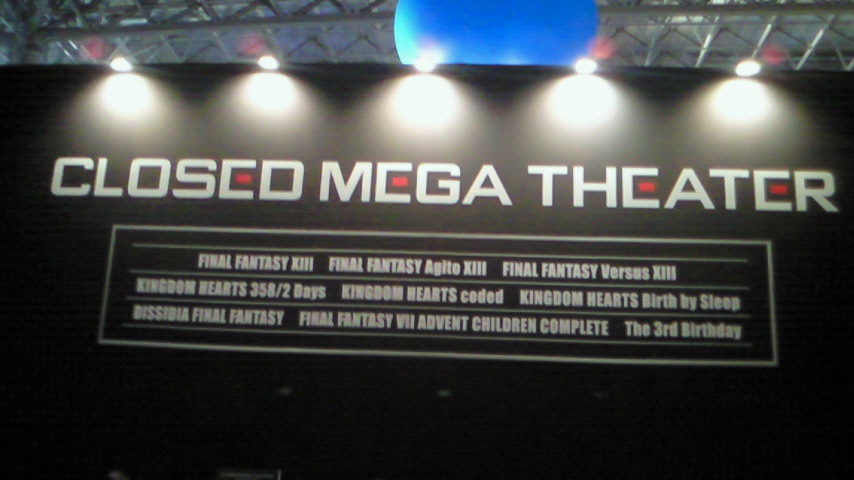 CLOSED MEGA THEATER
FINAL FANTASY XIII FINAL FANTASY Agito XIII FINAL FANTASY Versus XIII
KINGDOM HEARTS 358/2 Days KINGDOM HEARTS coded KINGDOM HEARTS Birth by Sleep
DISSIDIA FINAL FANTASY FINAL FANTASY VII ADVENT CHILDREN COMPLETE The 3rd Birthday